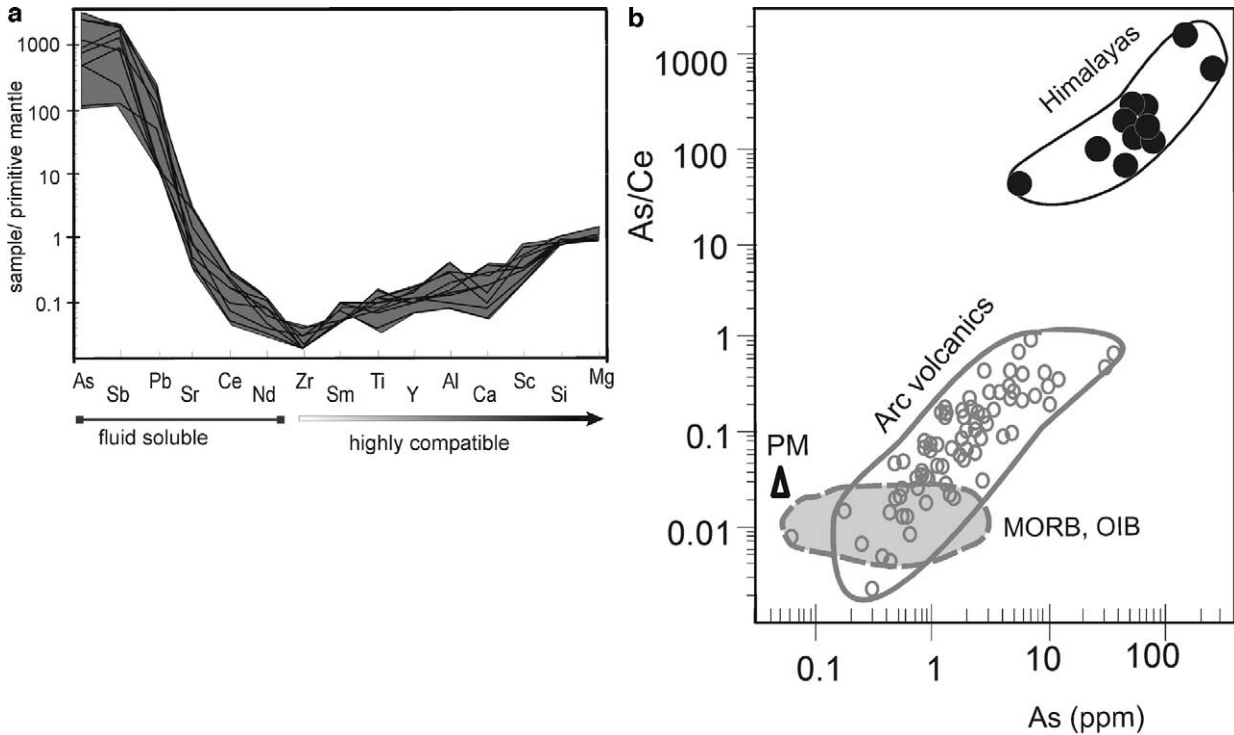 a
sample/ primitive mantle
1000
100
10
1
0.1
As Sb Pb Sr Ce Nd Zr Sm Ti Y Al Ca Sc Si Mg
fluid soluble
highly compatible
b
As/Ce
1000
100
10
1
0.1
0.01
Himalayas
Arc volcanics
PM
MORB, OIB
0.1 1 10 100
As (ppm)